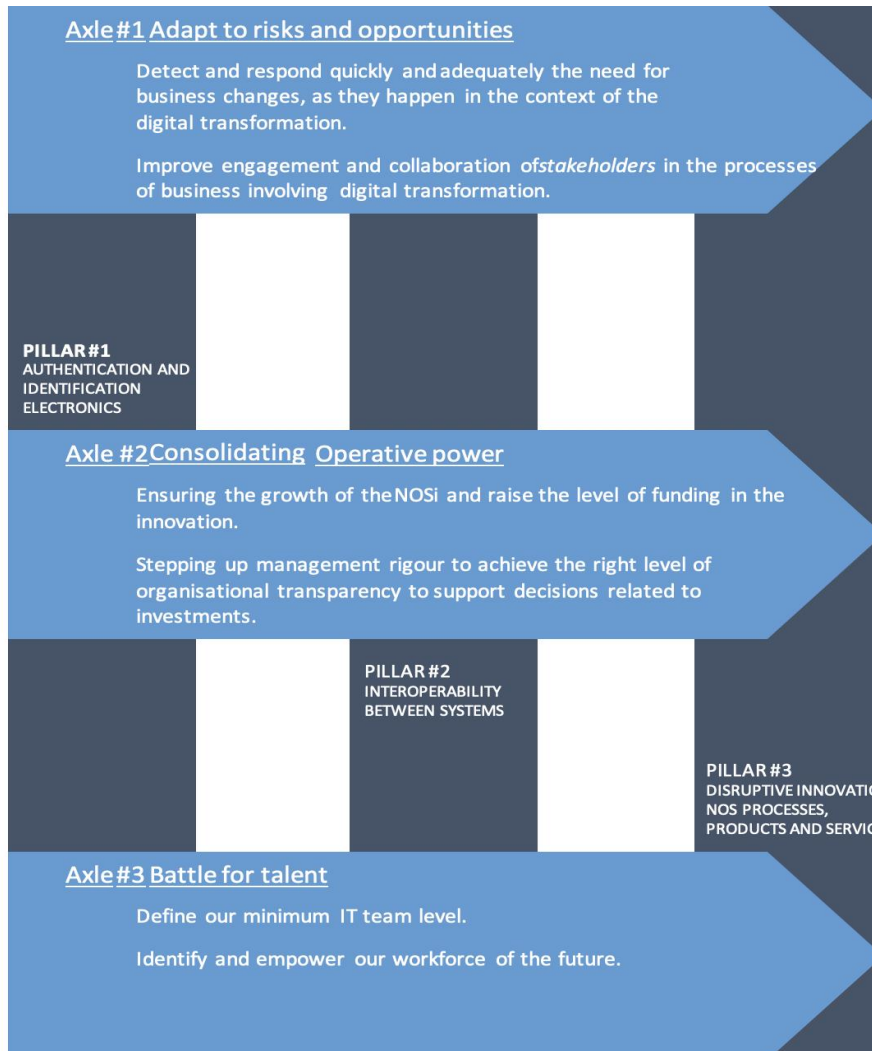 Axle #1 Adapt to risks and opportunities
Detect and respond quickly and adequately the need for
business changes, as they happen in the context of the
digital transformation.
Improve engagement and collaboration of stakeholders in the processes
of business involving digital transformation.
PILLAR #1
AUTHENTICATION AND
IDENTIFICATION
ELECTRONICS
Axle #2 Consolidating Operative power
Ensuring the growth of the NOSi and raise the level of funding in the
innovation.
Stepping up management rigour to achieve the right level of
organisational transparency to support decisions related to
investments.
PILLAR #2
INTEROPERABILITY
BETWEEN SYSTEMS
PILLAR #3
DISRUPTIVE
NOS PROCESSES,
PRODUCTS AND
Axle #3 Battle for talent
Define our minimum IT team level.
Identify and empower our workforce of the future.